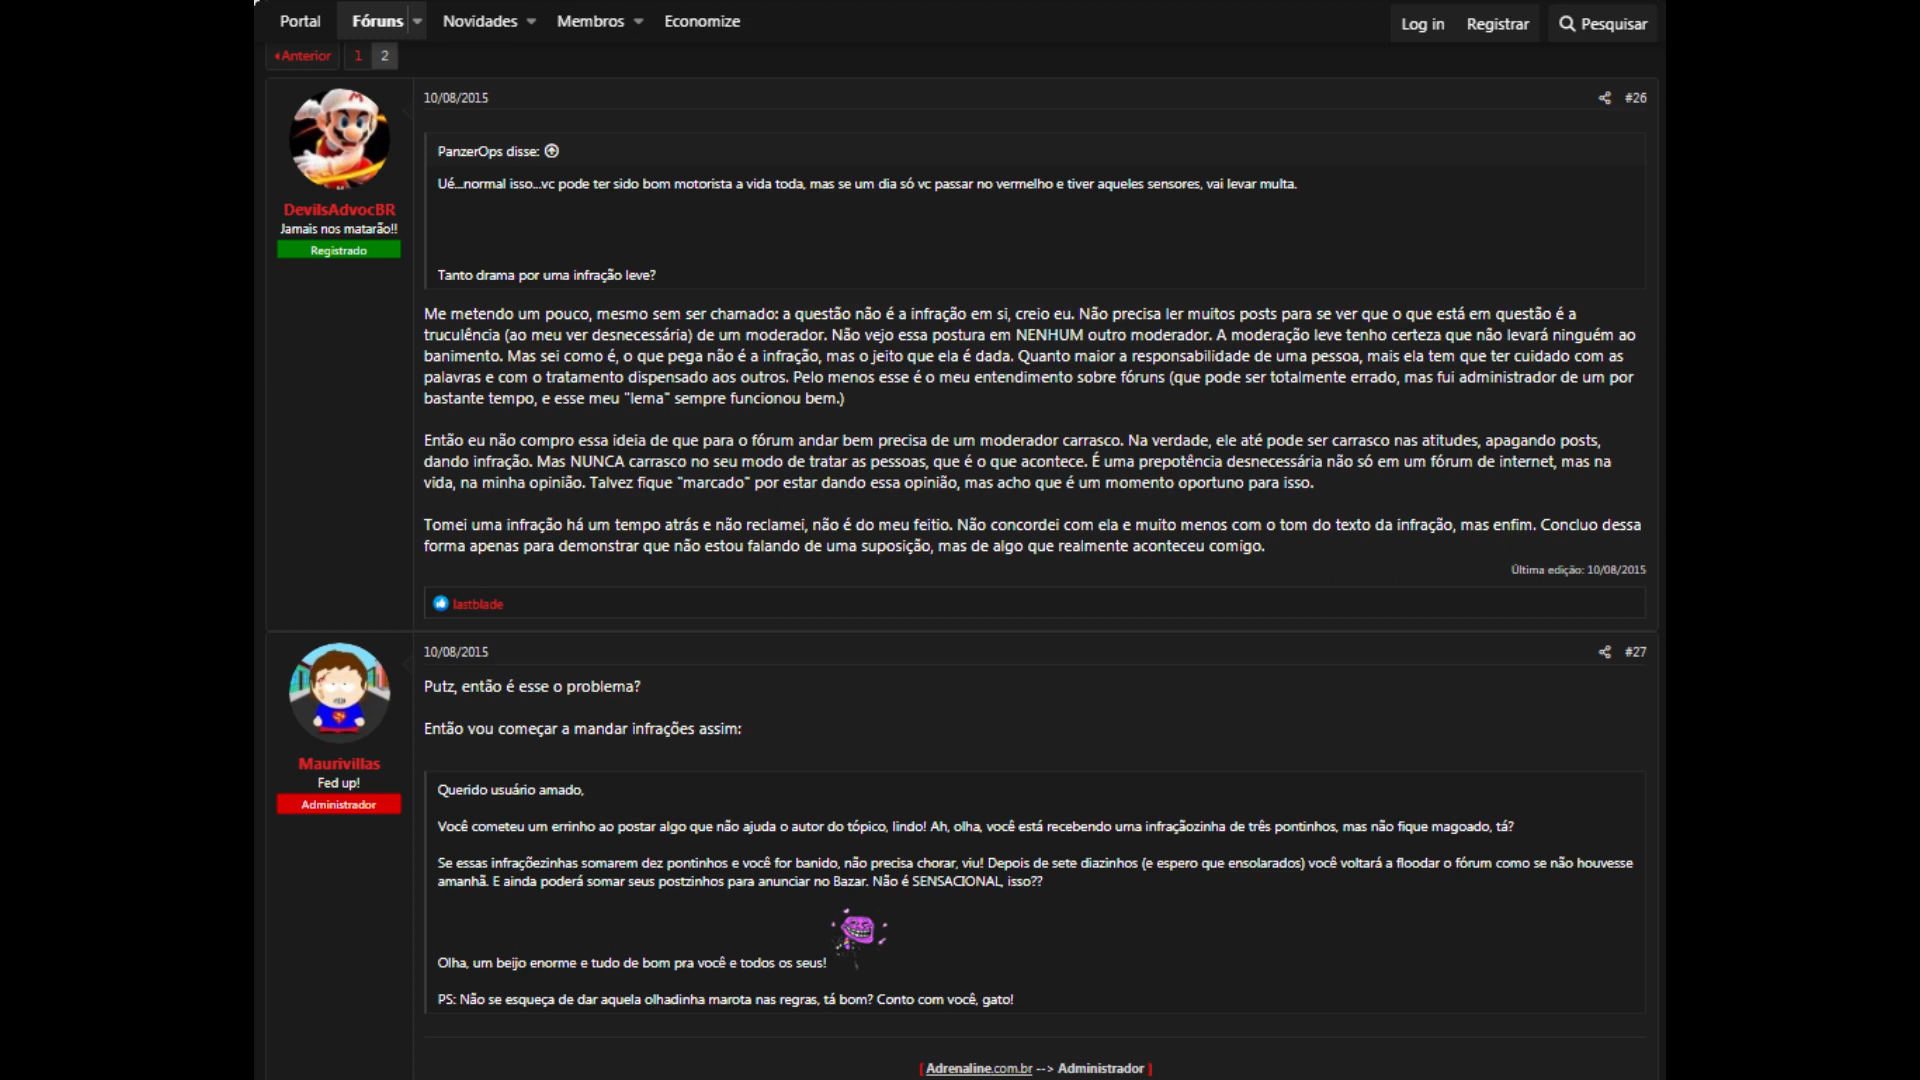 Portal Fóruns Novidades Membros Economize Log in Registrar Pesquisar
Anterior 1 2
10/08/2015 #26
DevilsAdvocBR
Jamais nos matarão!!
Registrado
PanzerOps disse:
Ué...normal isso...vc pode ter sido bom motorista a vida toda, mas se um dia só vc passar no vermelho e tiver aqueles sensores, vai levar multa.
Tanto drama por uma infração leve?
Me metendo um pouco, mesmo sem ser chamado: a questão não é a infração em si, creio eu. Não precisa ler muitos posts para se ver que o que está em questão é a
truculência (ao meu ver desnecessária) de um moderador. Não vejo essa postura em NENHUM outro moderador. A moderação leve tenho certeza que não levará ninguém ao
banimento. Mas sei como é, o que pega não é a infração, mas o jeito que ela é dada. Quanto maior a responsabilidade de uma pessoa, mais ela tem que ter cuidado com as
palavras e com o tratamento dispensado aos outros. Pelo menos esse é o meu entendimento sobre fóruns (que pode ser totalmente errado, mas fui administrador de um por
bastante tempo, e esse meu "lema" sempre funcionou bem.)
Então eu não compro essa ideia de que para o fórum andar bem precisa de um moderador carrasco. Na verdade, ele até pode ser carrasco nas atitudes, apagando posts,
dando infração. Mas NUNCA carrasco no seu modo de tratar as pessoas, que é o que acontece. É uma prepotência desnecessária não só em um fórum de internet, mas na
vida, na minha opinião. Talvez fique "marcado" por estar dando essa opinião, mas acho que é um momento oportuno para isso.
Tomei uma infração há um tempo atrás e não reclamei, não é do meu feitio. Não concordei com ela e muito menos com o tom do texto da infração, mas enfim. Concluo dessa
forma apenas para demonstrar que não estou falando de uma suposição, mas de algo que realmente aconteceu comigo.
Última edição: 10/08/2015
lastblade
10/08/2015 #27
Maurivillas
Fed up!
Administrador
Putz, então é esse o problema?
Então vou começar a mandar infrações assim:
Querido usuário amado,
Você cometeu um errinho ao postar algo que não ajuda o autor do tópico, lindo! Ah, olha, você está recebendo uma infraçãozinha de três pontinhos, mas não fique magoado, tá?
Se essas infraçõezinhas somarem dez pontinhos e você for banido, não precisa chorar, viu! Depois de sete diazinhos (e espero que ensolarados) você voltará a floodar o fórum como se não houvesse
amanhã. E ainda poderá somar seus postzinhos para anunciar no Bazar. Não é SENSACIONAL, isso??
Olha, um beijo enorme e tudo de bom pra você e todos os seus!
PS: Não se esqueça de dar aquela olhadinha marota nas regras, tá bom? Conto com você, gato!
[ Adrenaline.com.br --> Administrador ]